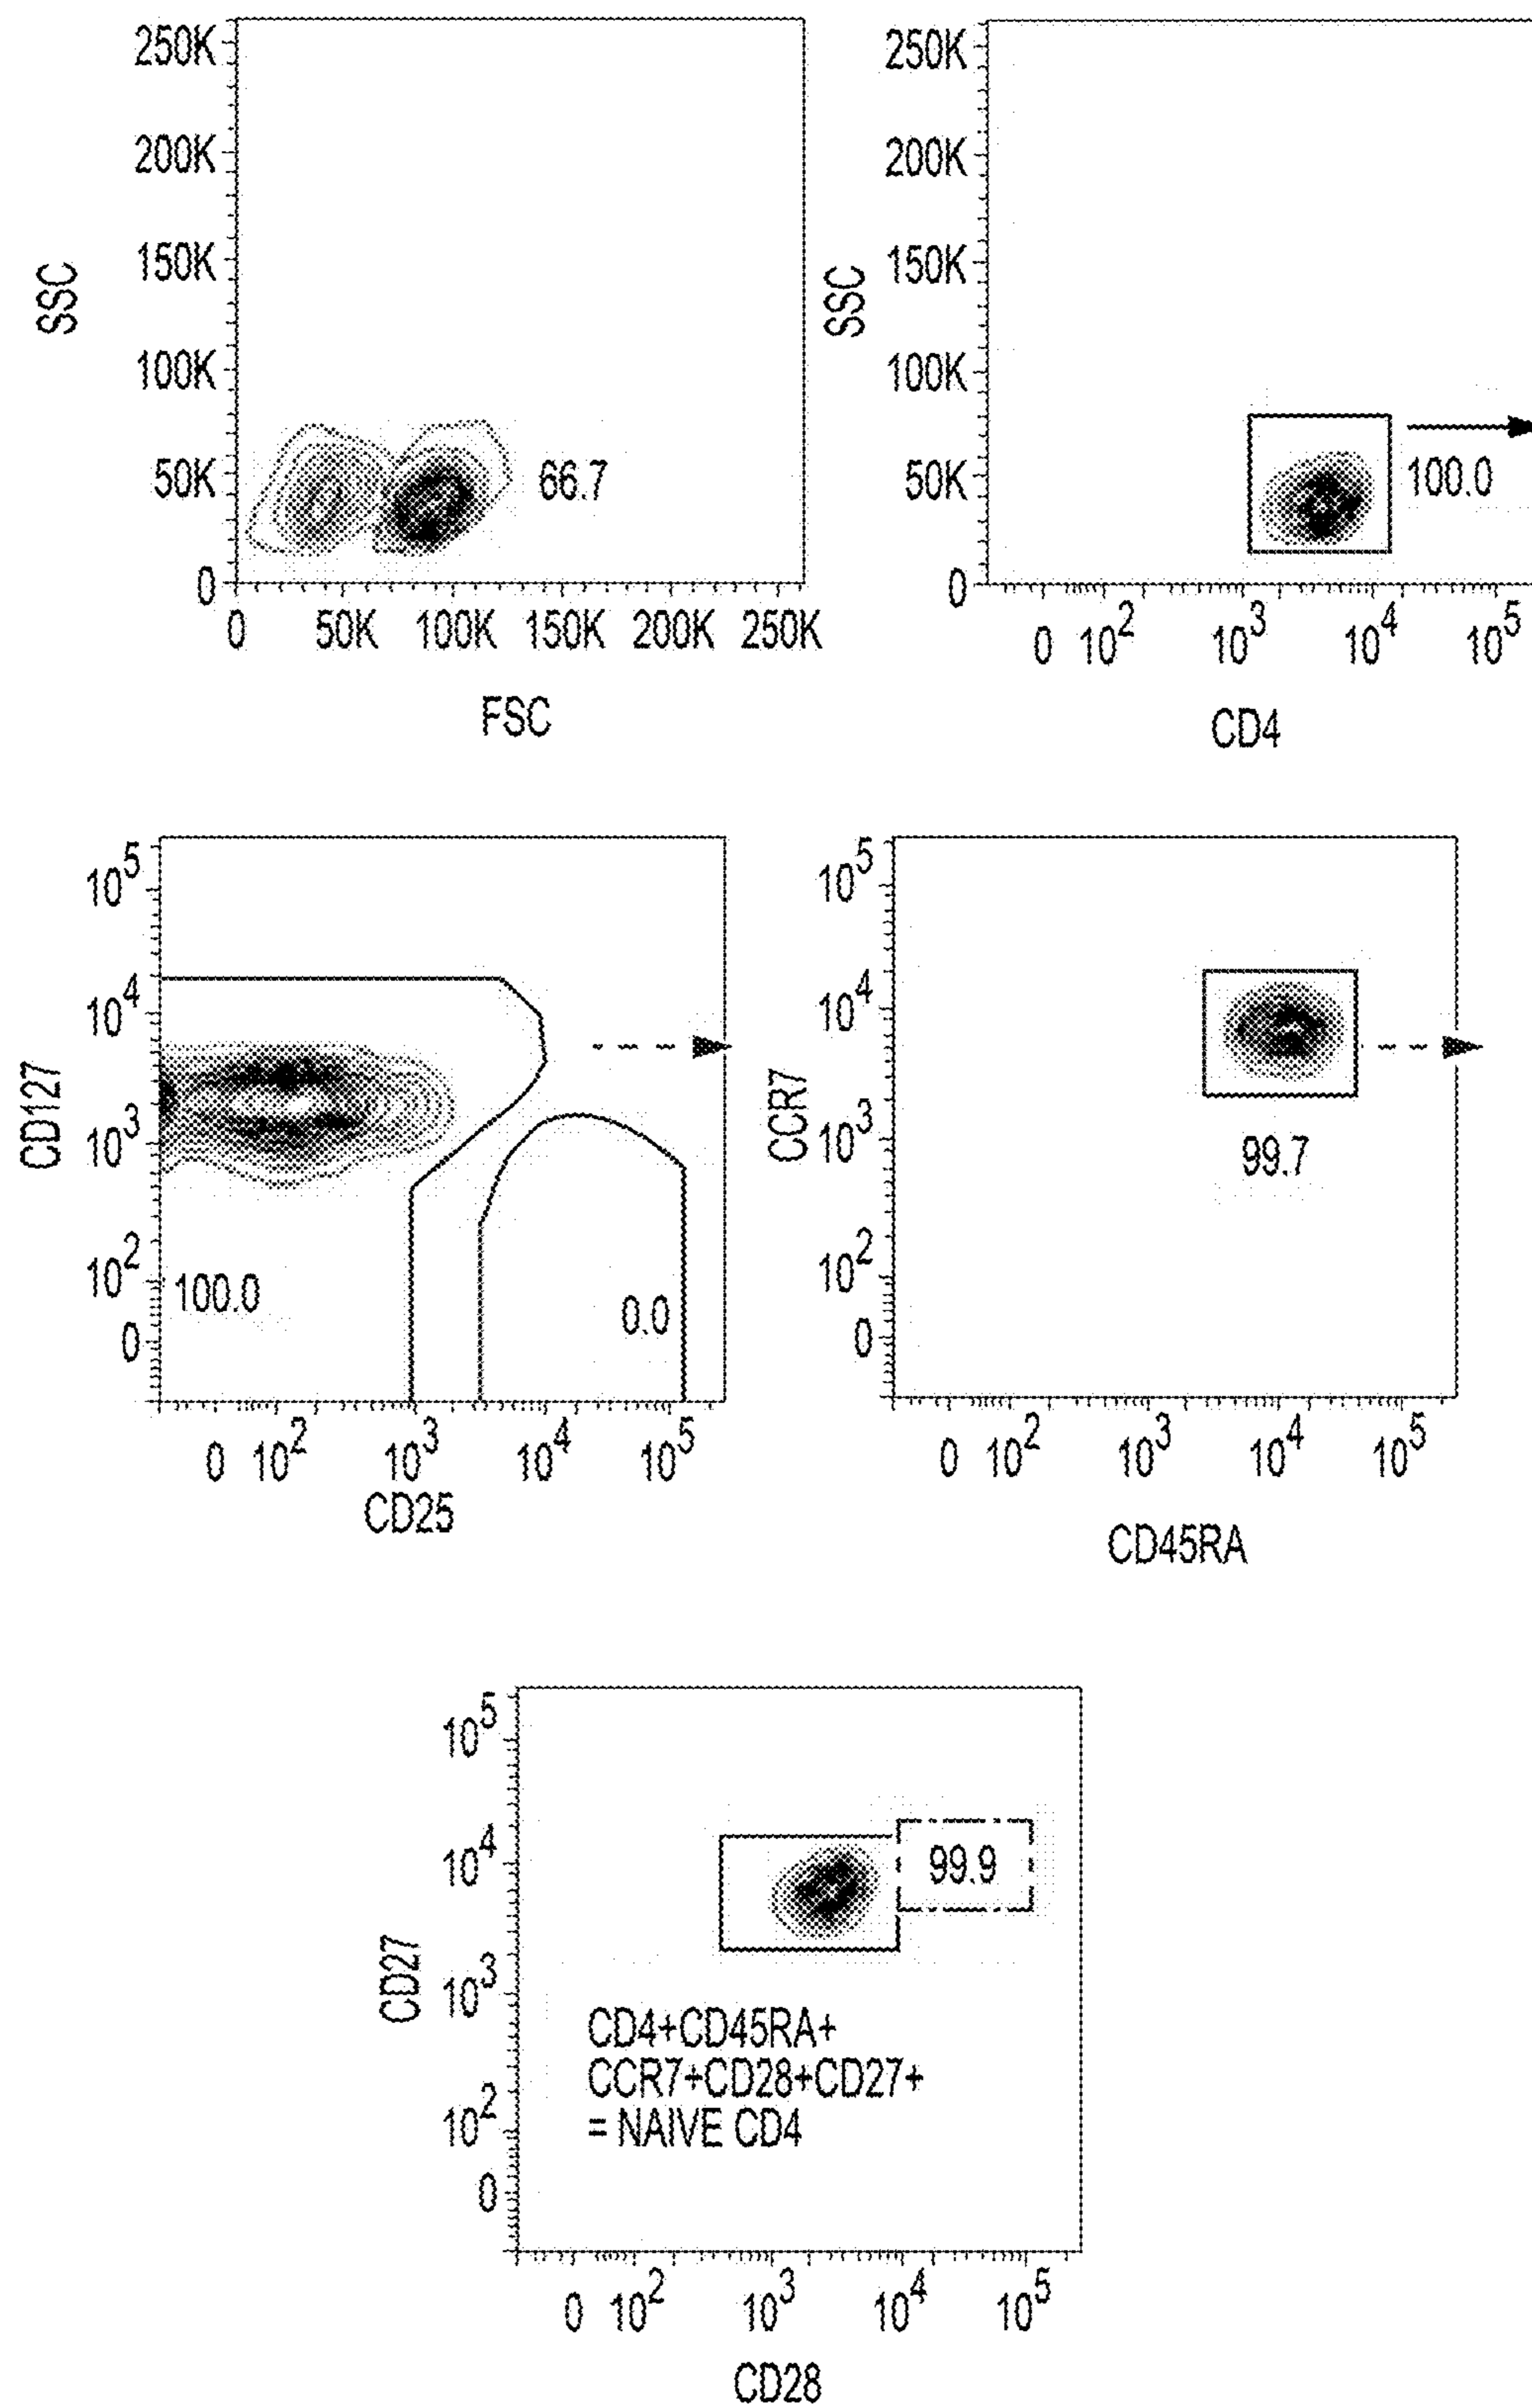 250K
200K
150K
100K
50K
0
SSC
66.7
0 50K 100K 150K 200K 250K
FSC
250K
200K
150K
100K
50K
0
SSC
100.0
0 10^2 10^3 10^4 10^5
CD4
10^5
10^4
10^3
10^2
0
CD127
100.0
0.0
0 10^2 10^3 10^4 10^5
CD25
10^5
10^4
10^3
10^2
0
CCR7
99.7
0 10^2 10^3 10^4 10^5
CD45RA
10^5
10^4
10^3
10^2
0
CD27
99.9
CD4+CD45RA+
CCR7+CD28+CD27+
= NAIVE CD4
0 10^2 10^3 10^4 10^5
CD28